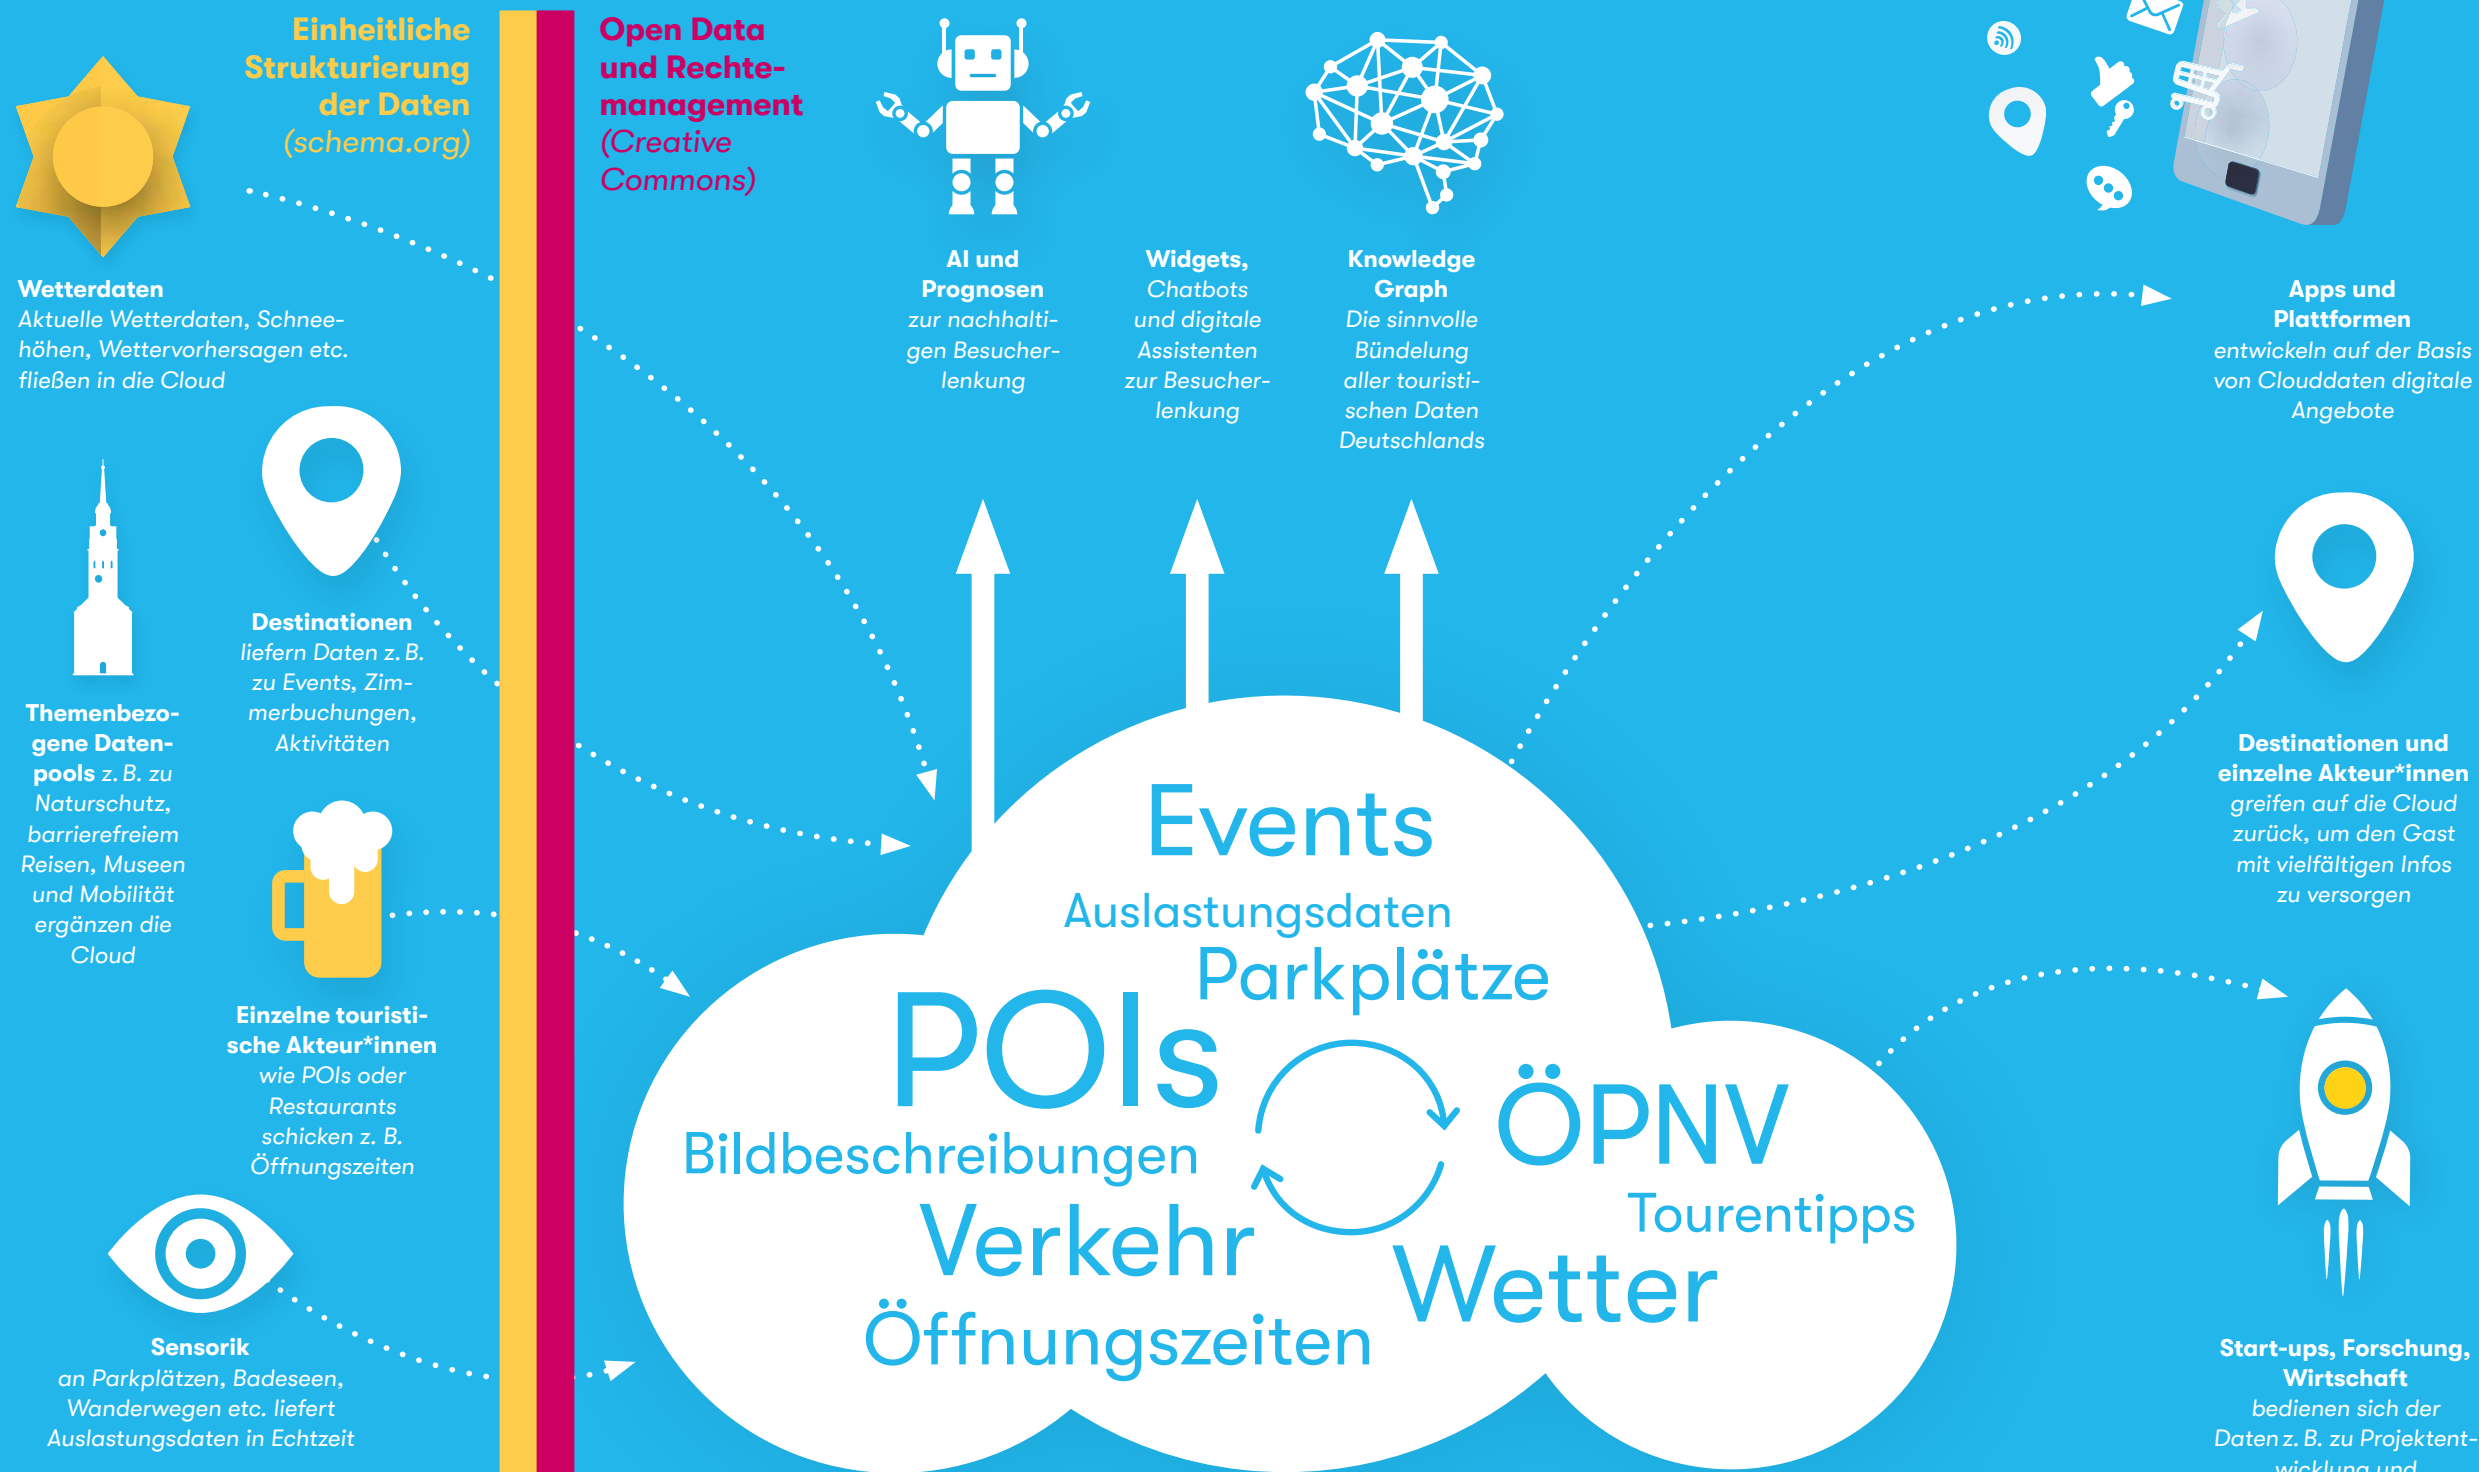 Einheitliche
Strukturierung
der Daten
(schema.org)
Open Data
und Rechte-
management
(Creative
Commons)
Wetterdaten
Aktuelle Wetterdaten, Schnee-
höhen, Wettervorhersagen etc.
fließen in die Cloud
Themenbezo-
gene Daten-
pools z. B. zu
Naturschutz,
barrierefreiem
Reisen, Museen
und Mobilität
ergänzen die
Cloud
Destinationen
liefern Daten z. B.
zu Events, Zim-
merbuchungen,
Aktivitäten
Einzelne touristi-
sche Akteur*innen
wie POIs oder
Restaurants
schicken z. B.
Öffnungszeiten
Sensorik
an Parkplätzen, Badeseen,
Wanderwegen etc. liefert
Auslastungsdaten in Echtzeit
AI und
Prognosen
zur nachhalti-
gen Besucher-
lenkung
Widgets,
Chatbots
und digitale
Assistenten
zur Besucher-
lenkung
Knowledge
Graph
Die sinnvolle
Bündelung
aller touristi-
schen Daten
Deutschlands
Events
Auslastungsdaten
Parkplätze
POIs
Bildbeschreibungen
Verkehr
Öffnungszeiten
ÖPNV
Tourentipps
Wetter
Apps und
Plattformen
entwickeln auf der Basis
von Clouddaten digitale
Angebote
Destinationen und
einzelne Akteur*innen
greifen auf die Cloud
zurück, um den Gast
mit vielfältigen Infos
zu versorgen
Start-ups, Forschung,
Wirtschaft
bedienen sich der
Daten z. B. zu Projektent-
wicklung und